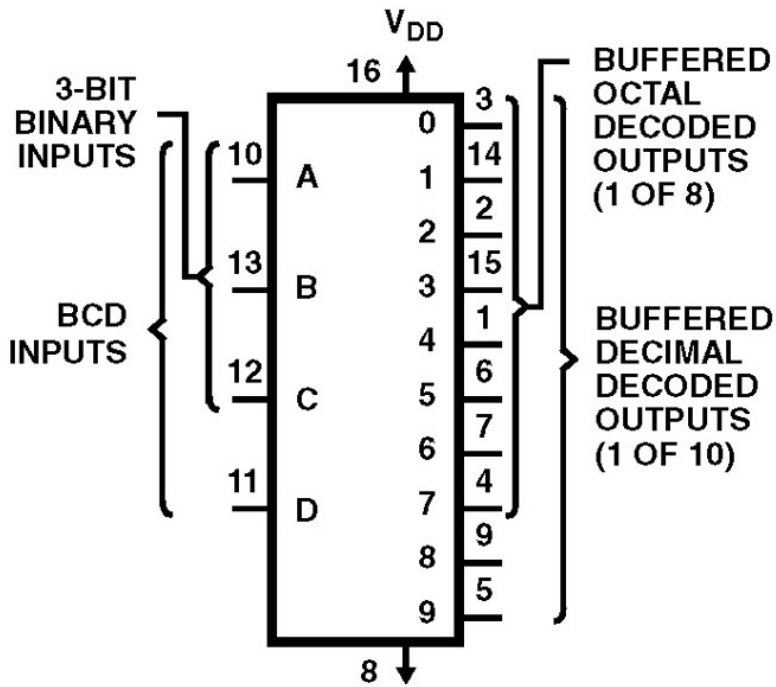 VDD
16
3-BIT
BINARY
INPUTS
BCD
INPUTS
10
A
13
B
12
C
11
D
0
3
1
14
2
2
3
15
4
1
5
6
6
7
7
4
8
9
9
5
8
BUFFERED
OCTAL
DECODED
OUTPUTS
(1 OF 8)
BUFFERED
DECIMAL
DECODED
OUTPUTS
(1 OF 10)